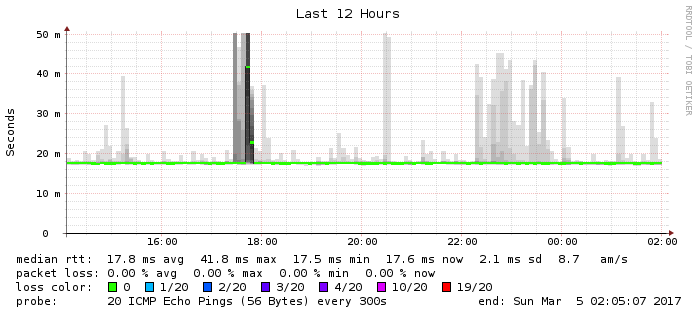 Last 12 Hours
RRDTOOL / TOBI OETIKER
Seconds
50 m
40 m
30 m
20 m
10 m
0
16:00 18:00 20:00 22:00 00:00 02:00
median rtt: 17.8 ms avg 41.8 ms max 17.5 ms min 17.6 ms now 2.1 ms sd 8.7 am/s
packet loss: 0.00 % avg 0.00 % max 0.00 % min 0.00 % now
loss color: 0 1/20 2/20 3/20 4/20 10/20 19/20
probe: 20 ICMP Echo Pings (56 Bytes) every 300s end: Sun Mar 5 02:05:07 2017